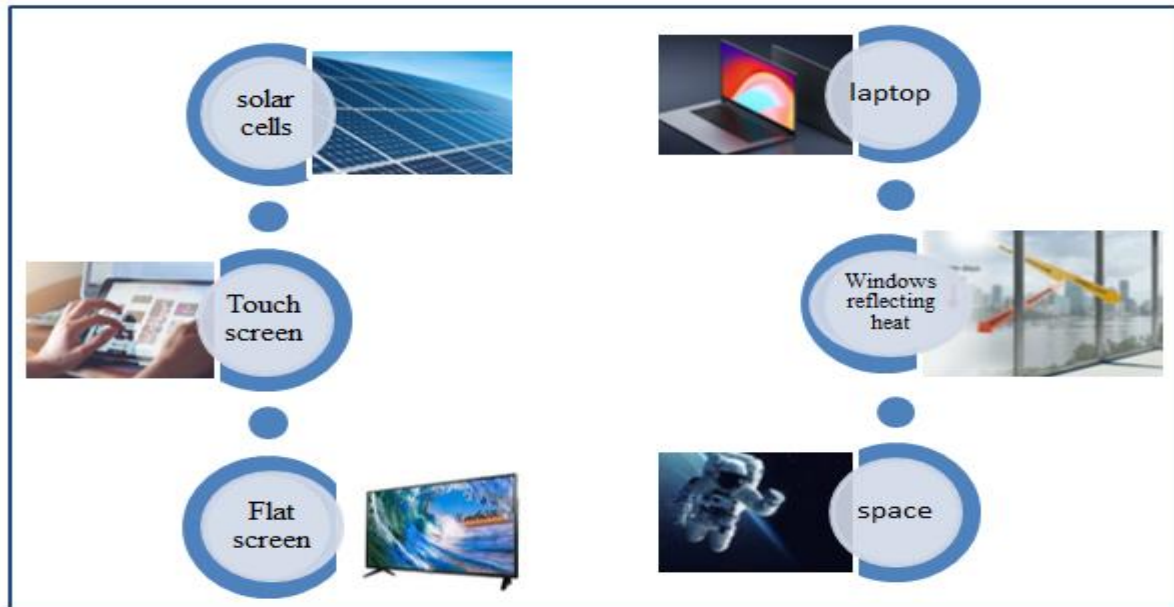 solar
cells
Touch
screen
Flat
screen
laptop
Windows
reflecting
heat
space